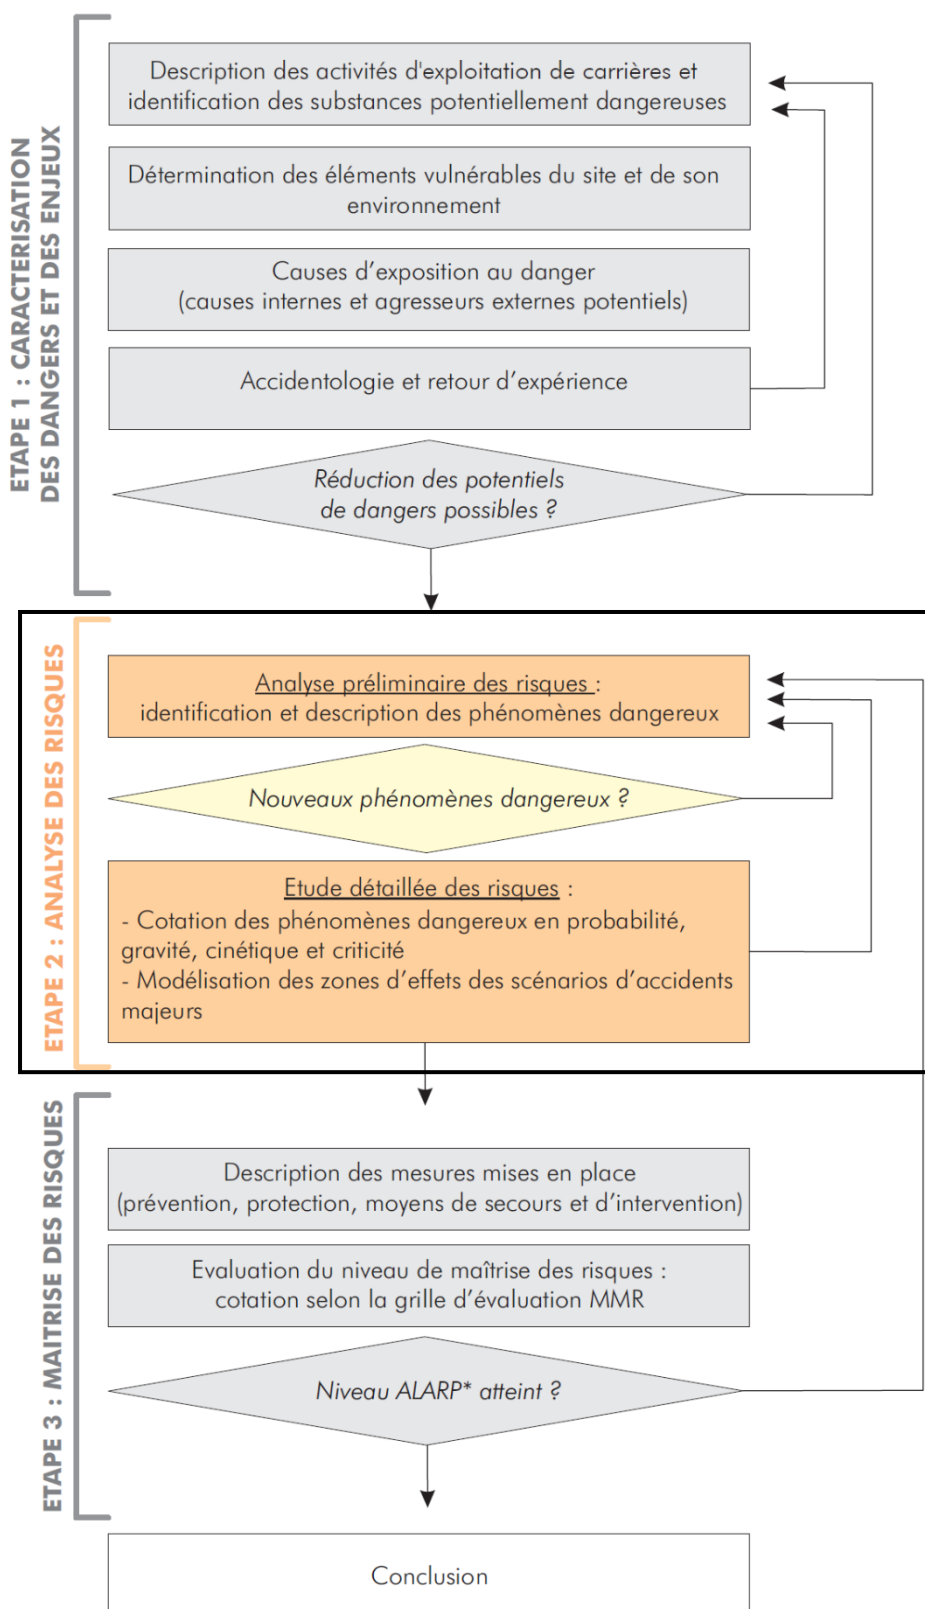 ETAPE 1 : CARACTERISATION
DES DANGERS ET DES ENJEUX
Description des activités d'exploitation de carrières et
identification des substances potentiellement dangereuses
Détermination des éléments vulnérables du site et de son
environnement
Causes d’exposition au danger
(causes internes et agresseurs externes potentiels)
Accidentologie et retour d’expérience
Réduction des potentiels
de dangers possibles ?
ETAPE 2 : ANALYSE DES RISQUES
Analyse préliminaire des risques :
identification et description des phénomènes dangereux
Nouveaux phénomènes dangereux ?
Etude détaillée des risques :
- Cotation des phénomènes dangereux en probabilité,
gravité, cinétique et criticité
- Modélisation des zones d’effets des scénarios d’accidents
majeurs
ETAPE 3 : MAITRISE DES RISQUES
Description des mesures mises en place
(prévention, protection, moyens de secours et d’intervention)
Evaluation du niveau de maîtrise des risques :
cotation selon la grille d’évaluation MMR
Niveau ALARP* atteint ?
Conclusion